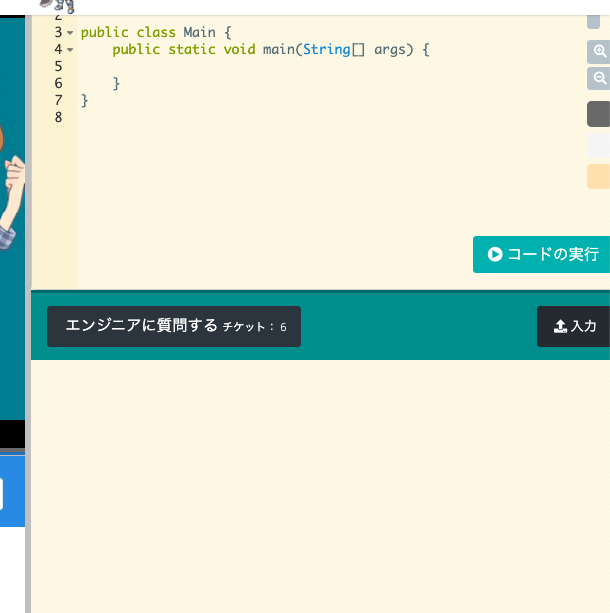 2
3 public class Main {
4 public static void main(String[] args) {
5
6 }
7 }
8
コードの実行
エンジニアに質問する チケット： 6
入力